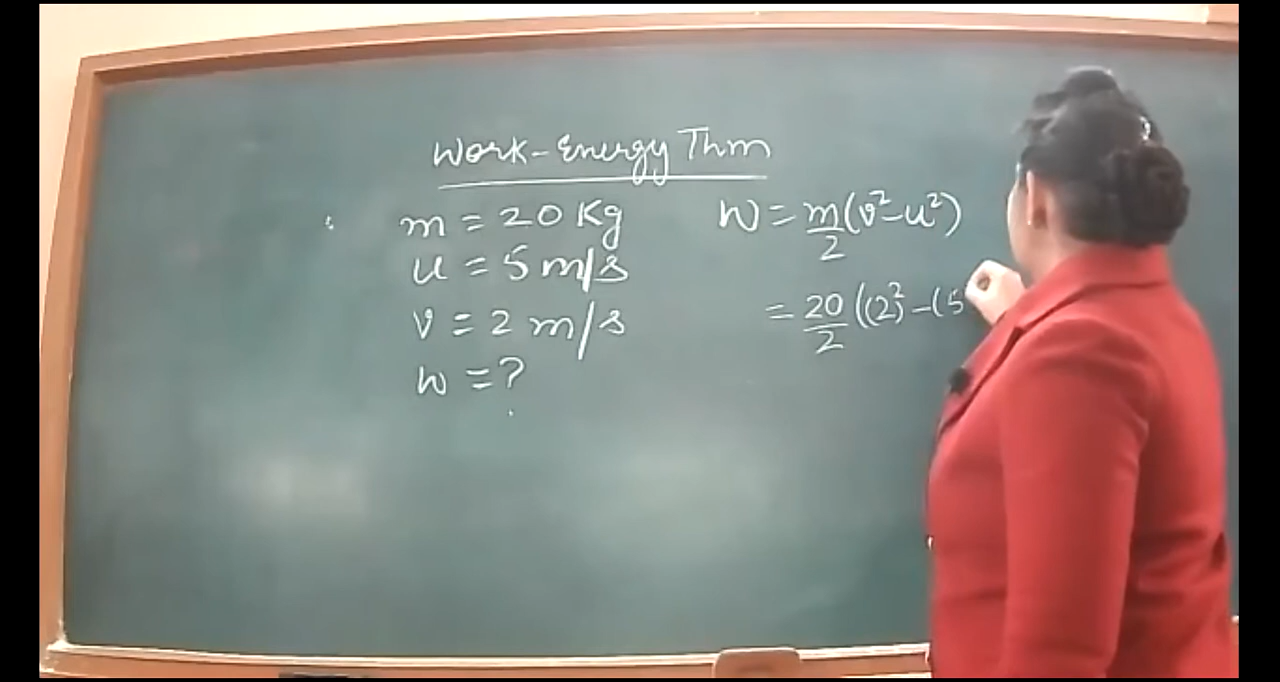 Work-Energy Thm
m = 20 Kg
u = 5 m/s
v = 2 m/s
W = ?
W = m/2 (v²-u²)
= 20/2 ((2)² - (5